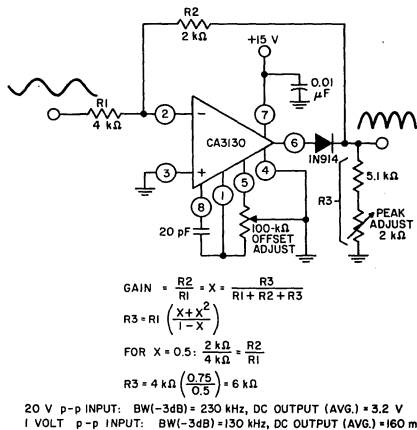 R2
2 kΩ
+15 V
0.01
μF
R1
4 kΩ
2
−
7
CA3130
6
IN914
3
+
4
5
8
1
20 pF
100-kΩ
OFFSET
ADJUST
R3
5.1 kΩ
PEAK
ADJUST
2 kΩ
GAIN = R2/R1 = X = R3/(R1 + R2 + R3)
R3 = R1 ((X + X²)/(1 − X))
FOR X = 0.5: 2 kΩ/4 kΩ = R2/R1
R3 = 4 kΩ (0.75/0.5) = 6 kΩ
20 V p-p INPUT: BW(-3dB) = 230 kHz, DC OUTPUT (AVG.) = 3.2 V
1 VOLT p-p INPUT: BW(-3dB) = 130 kHz, DC OUTPUT (AVG.) = 160 m